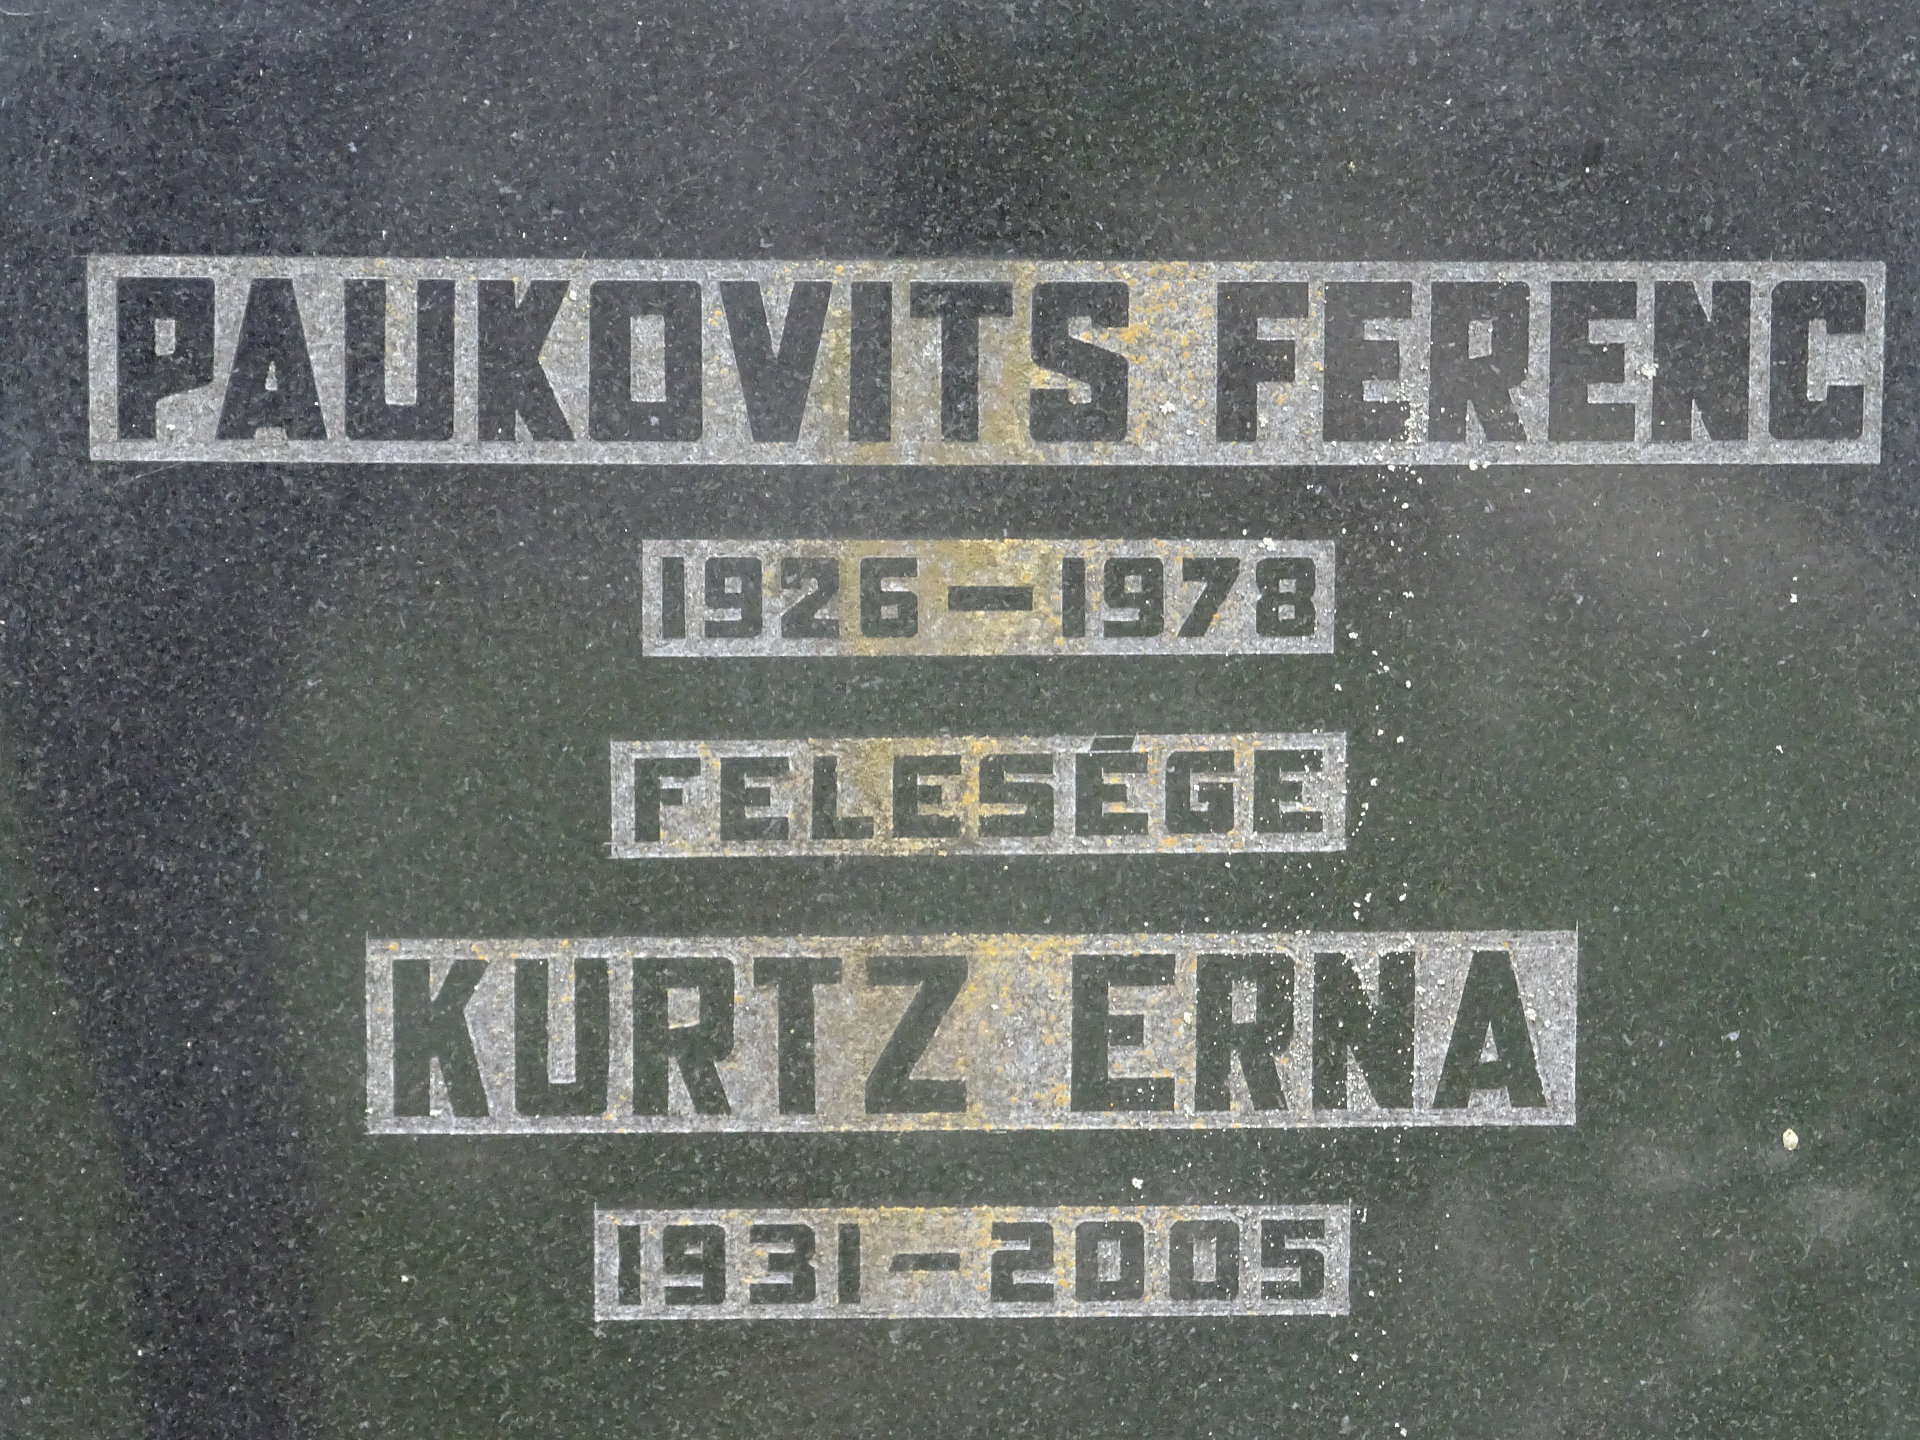 PAUKOVITS FERENC
1926 – 1978
FELESÉGE
KURTZ ERNA
1931 – 2005